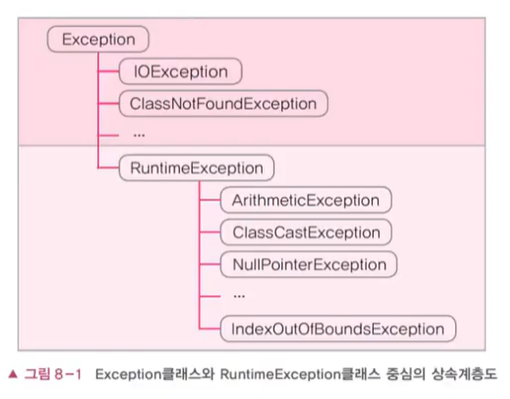 Exception
IOException
ClassNotFoundException
...
RuntimeException
ArithmeticException
ClassCastException
NullPointerException
...
IndexOutOfBoundsException
▲ 그림 8-1 Exception클래스와 RuntimeException클래스 중심의 상속계층도